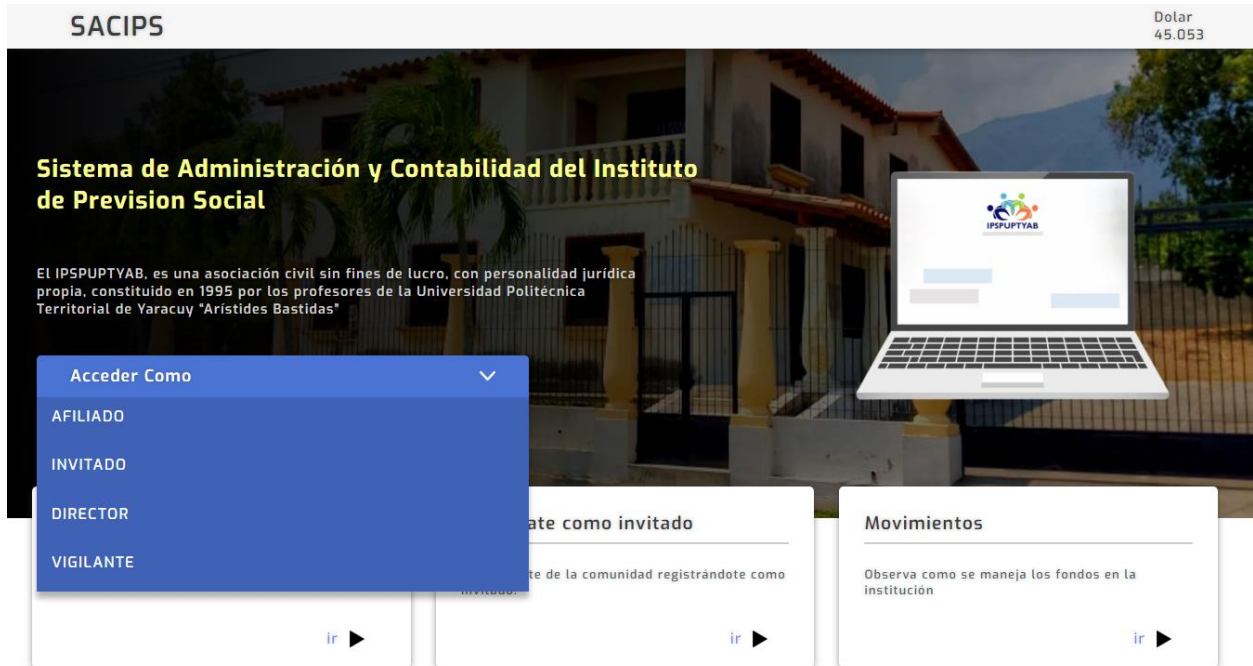 SACIPS
Dolar
45.053
Sistema de Administración y Contabilidad del Instituto
de Prevision Social
IPSPUPTYAB
El IPSPUPTYAB, es una asociación civil sin fines de lucro, con personalidad jurídica
propia, constituido en 1995 por los profesores de la Universidad Politécnica
Territorial de Yaracuy "Arístides Bastidas"
Acceder Como
AFILIADO
INVITADO
DIRECTOR
VIGILANTE
ate como invitado
te de la comunidad registrándote como
ir
Movimientos
Observa como se maneja los fondos en la
institución
ir
ir